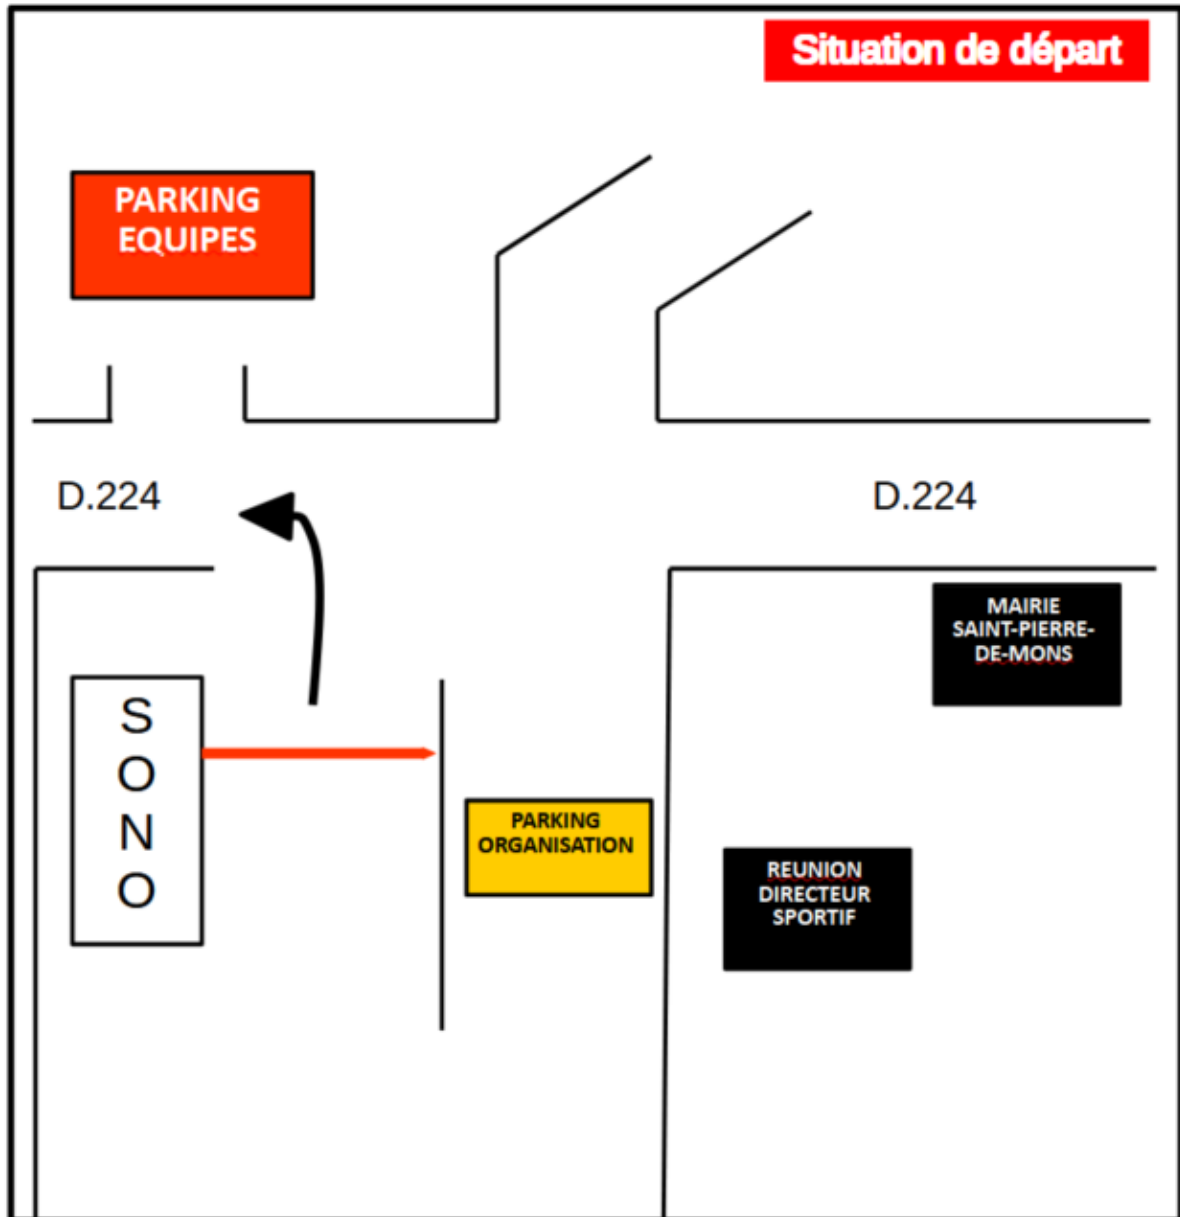 Situation de départ
PARKING
EQUIPES
D.224
D.224
MAIRIE
SAINT-PIERRE-
DE-MONS
S
O
N
O
PARKING
ORGANISATION
REUNION
DIRECTEUR
SPORTIF